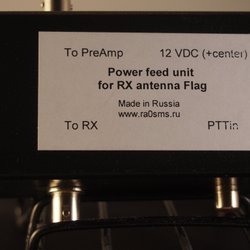 To PreAmp 12 VDC (+center)
Power feed unit
for RX antenna Flag
Made in Russia
www.ra0sms.ru
To RX PTTin